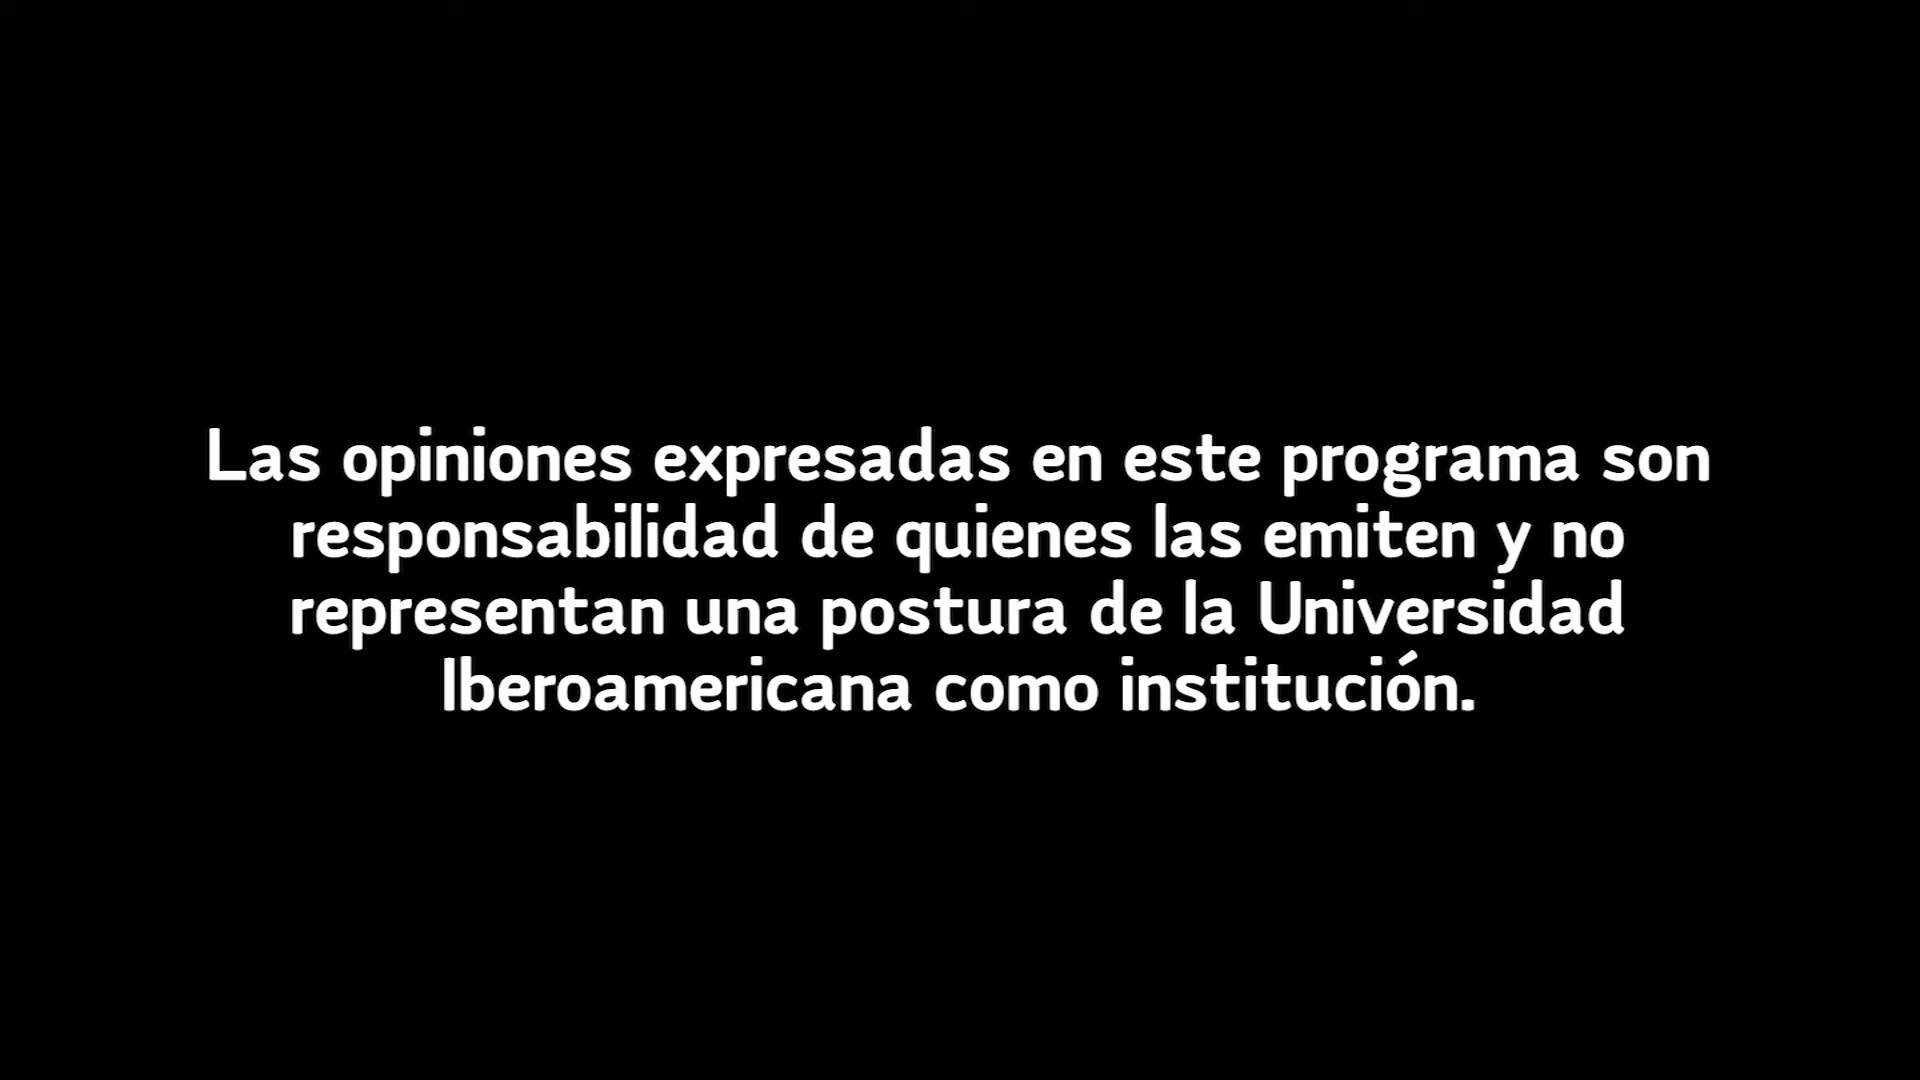 Las opiniones expresadas en este programa son
responsabilidad de quienes las emiten y no
representan una postura de la Universidad
Iberoamericana como institución.